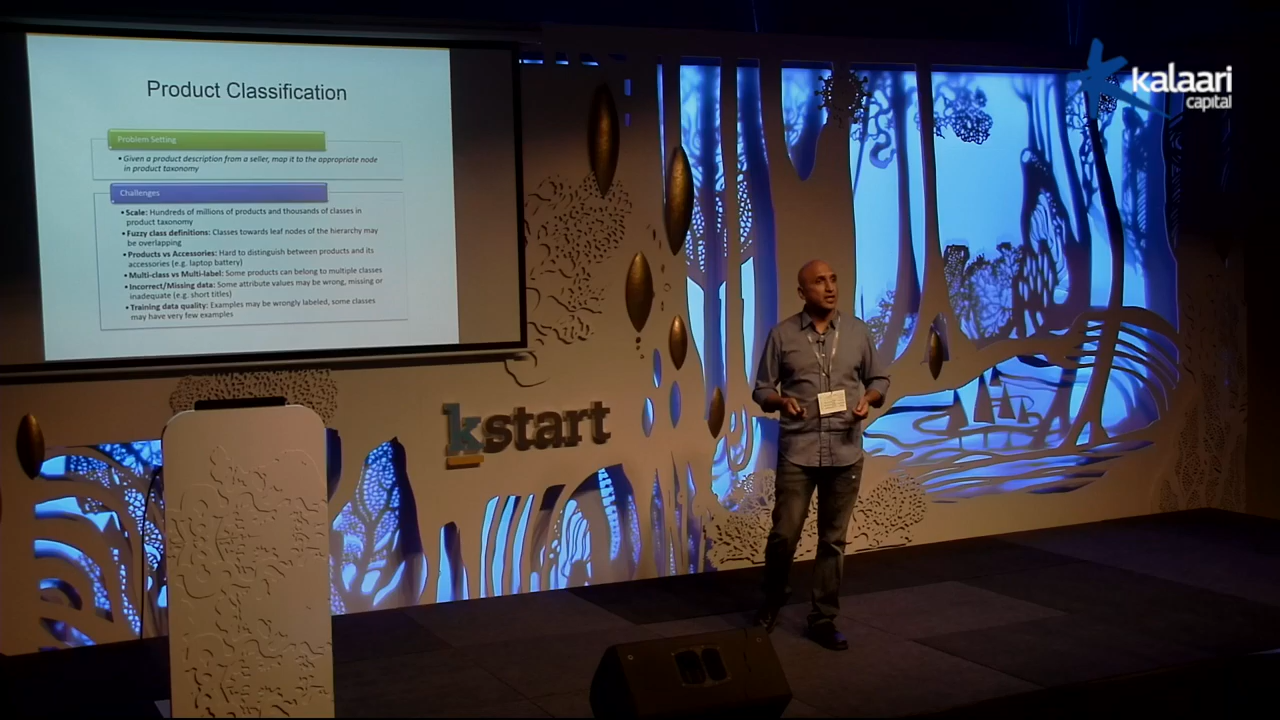 Product Classification
Problem Setting
• Given a product description from a seller, map it to the appropriate node
in product taxonomy
Challenges
• Scale: Hundreds of millions of products and thousands of classes in
product taxonomy
• Fuzzy class definitions: Classes towards leaf nodes of the hierarchy may
be overlapping
• Products vs Accessories: Hard to distinguish between products and its
accessories (e.g. laptop battery)
• Multi-class vs Multi-label: Some products can belong to multiple classes
• Incorrect/Missing data: Some attribute values may be wrong, missing or
inadequate (e.g. short titles)
• Training data quality: Examples may be wrongly labeled, some classes
may have very few examples
kalaari
capital
kstart